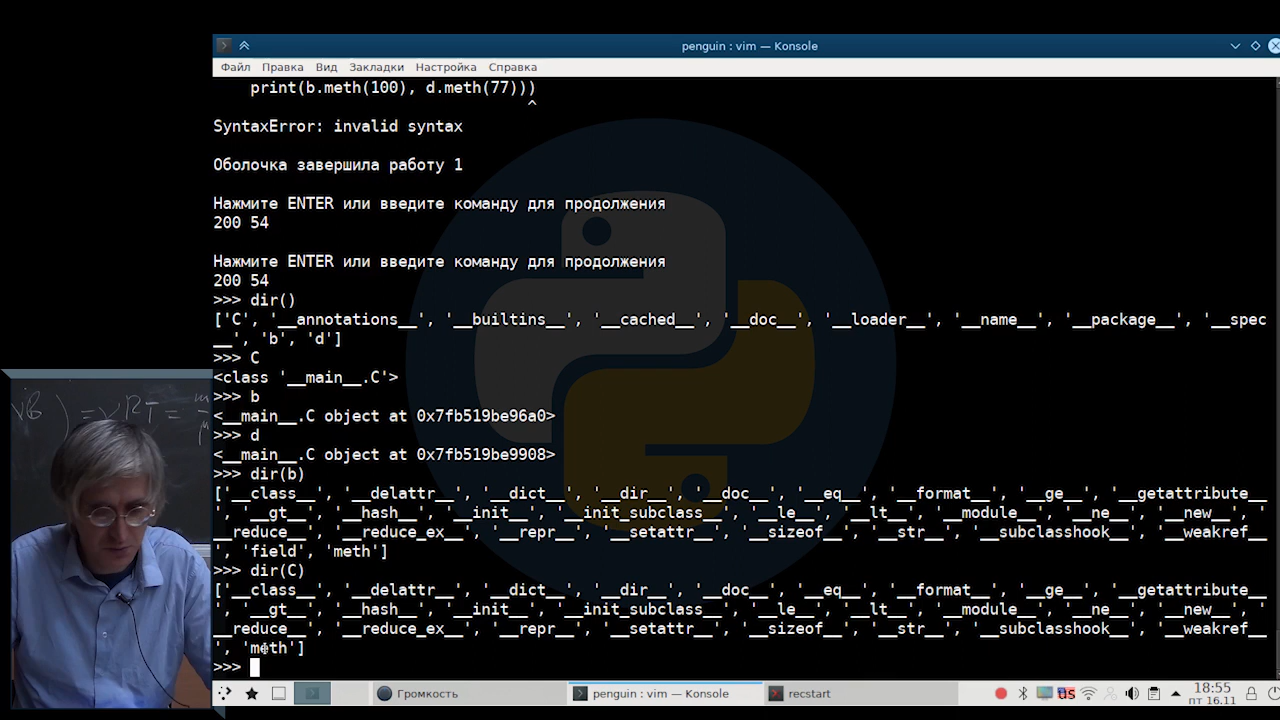 penguin : vim — Konsole
Файл Правка Вид Закладки Настройка Справка
print(b.meth(100), d.meth(77)))
^
SyntaxError: invalid syntax
Оболочка завершила работу 1
Нажмите ENTER или введите команду для продолжения
200 54
Нажмите ENTER или введите команду для продолжения
200 54
>>> dir()
['C', '__annotations__', '__builtins__', '__cached__', '__doc__', '__loader__', '__name__', '__package__', '__spec
__', 'b', 'd']
>>> C
<class '__main__.C'>
>>> b
<__main__.C object at 0x7fb519be96a0>
>>> d
<__main__.C object at 0x7fb519be9908>
>>> dir(b)
['__class__', '__delattr__', '__dict__', '__dir__', '__doc__', '__eq__', '__format__', '__ge__', '__getattribute__
', '__gt__', '__hash__', '__init__', '__init_subclass__', '__le__', '__lt__', '__module__', '__ne__', '__new__', '
__reduce__', '__reduce_ex__', '__repr__', '__setattr__', '__sizeof__', '__str__', '__subclasshook__', '__weakref__
', 'field', 'meth']
>>> dir(C)
['__class__', '__delattr__', '__dict__', '__dir__', '__doc__', '__eq__', '__format__', '__ge__', '__getattribute__
', '__gt__', '__hash__', '__init__', '__init_subclass__', '__le__', '__lt__', '__module__', '__ne__', '__new__', '
__reduce__', '__reduce_ex__', '__repr__', '__setattr__', '__sizeof__', '__str__', '__subclasshook__', '__weakref__
', 'meth']
>>>
) = νRT =
Громкость
penguin : vim — Konsole
recstart
us
18:55
пт 16.11